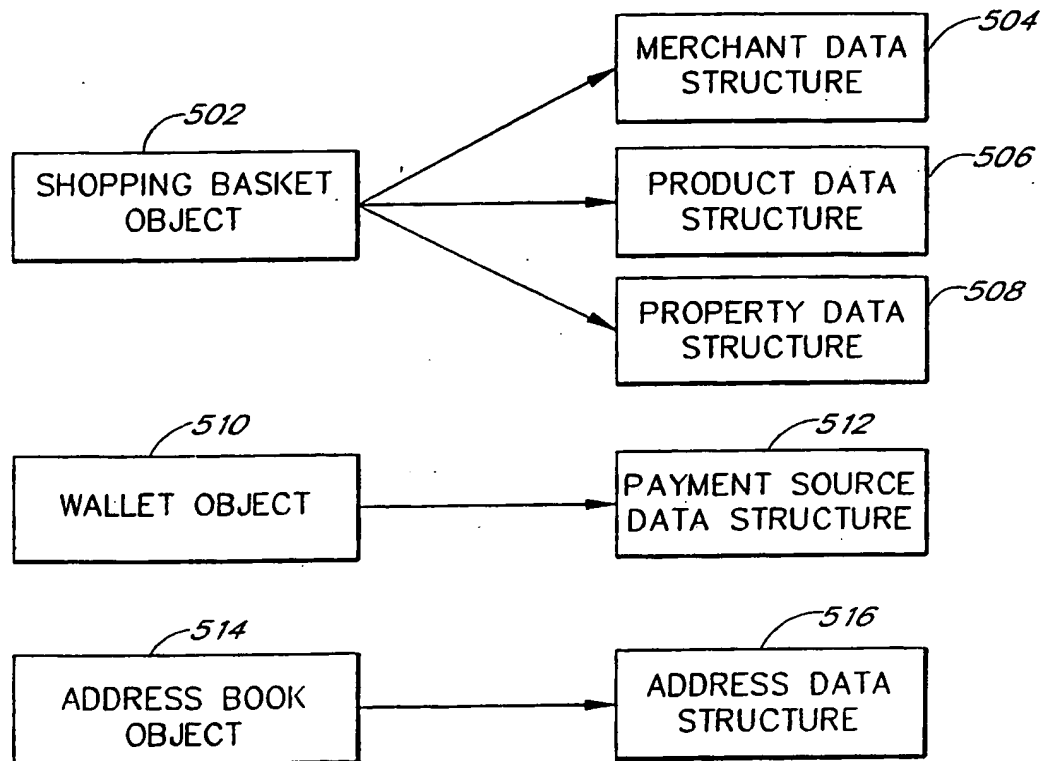 504
MERCHANT DATA
STRUCTURE
502
SHOPPING BASKET
OBJECT
506
PRODUCT DATA
STRUCTURE
508
PROPERTY DATA
STRUCTURE
510
WALLET OBJECT
512
PAYMENT SOURCE
DATA STRUCTURE
514
ADDRESS BOOK
OBJECT
516
ADDRESS DATA
STRUCTURE